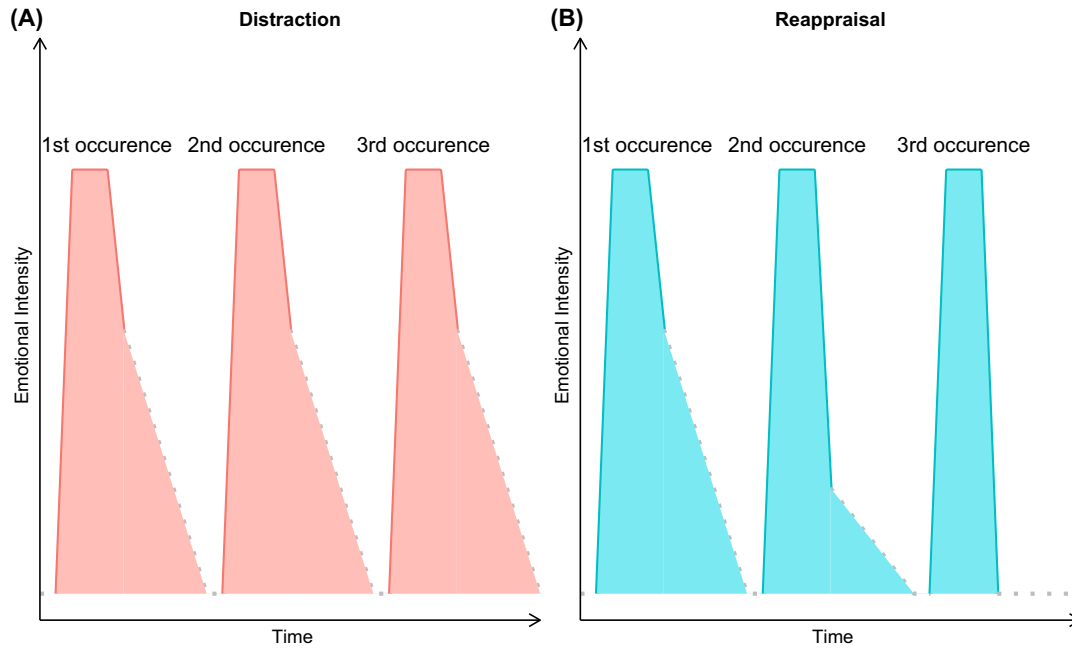 (A)
Distraction
1st occurence
2nd occurence
3rd occurence
Emotional Intensity
Time
(B)
Reappraisal
1st occurence
2nd occurence
3rd occurence
Emotional Intensity
Time